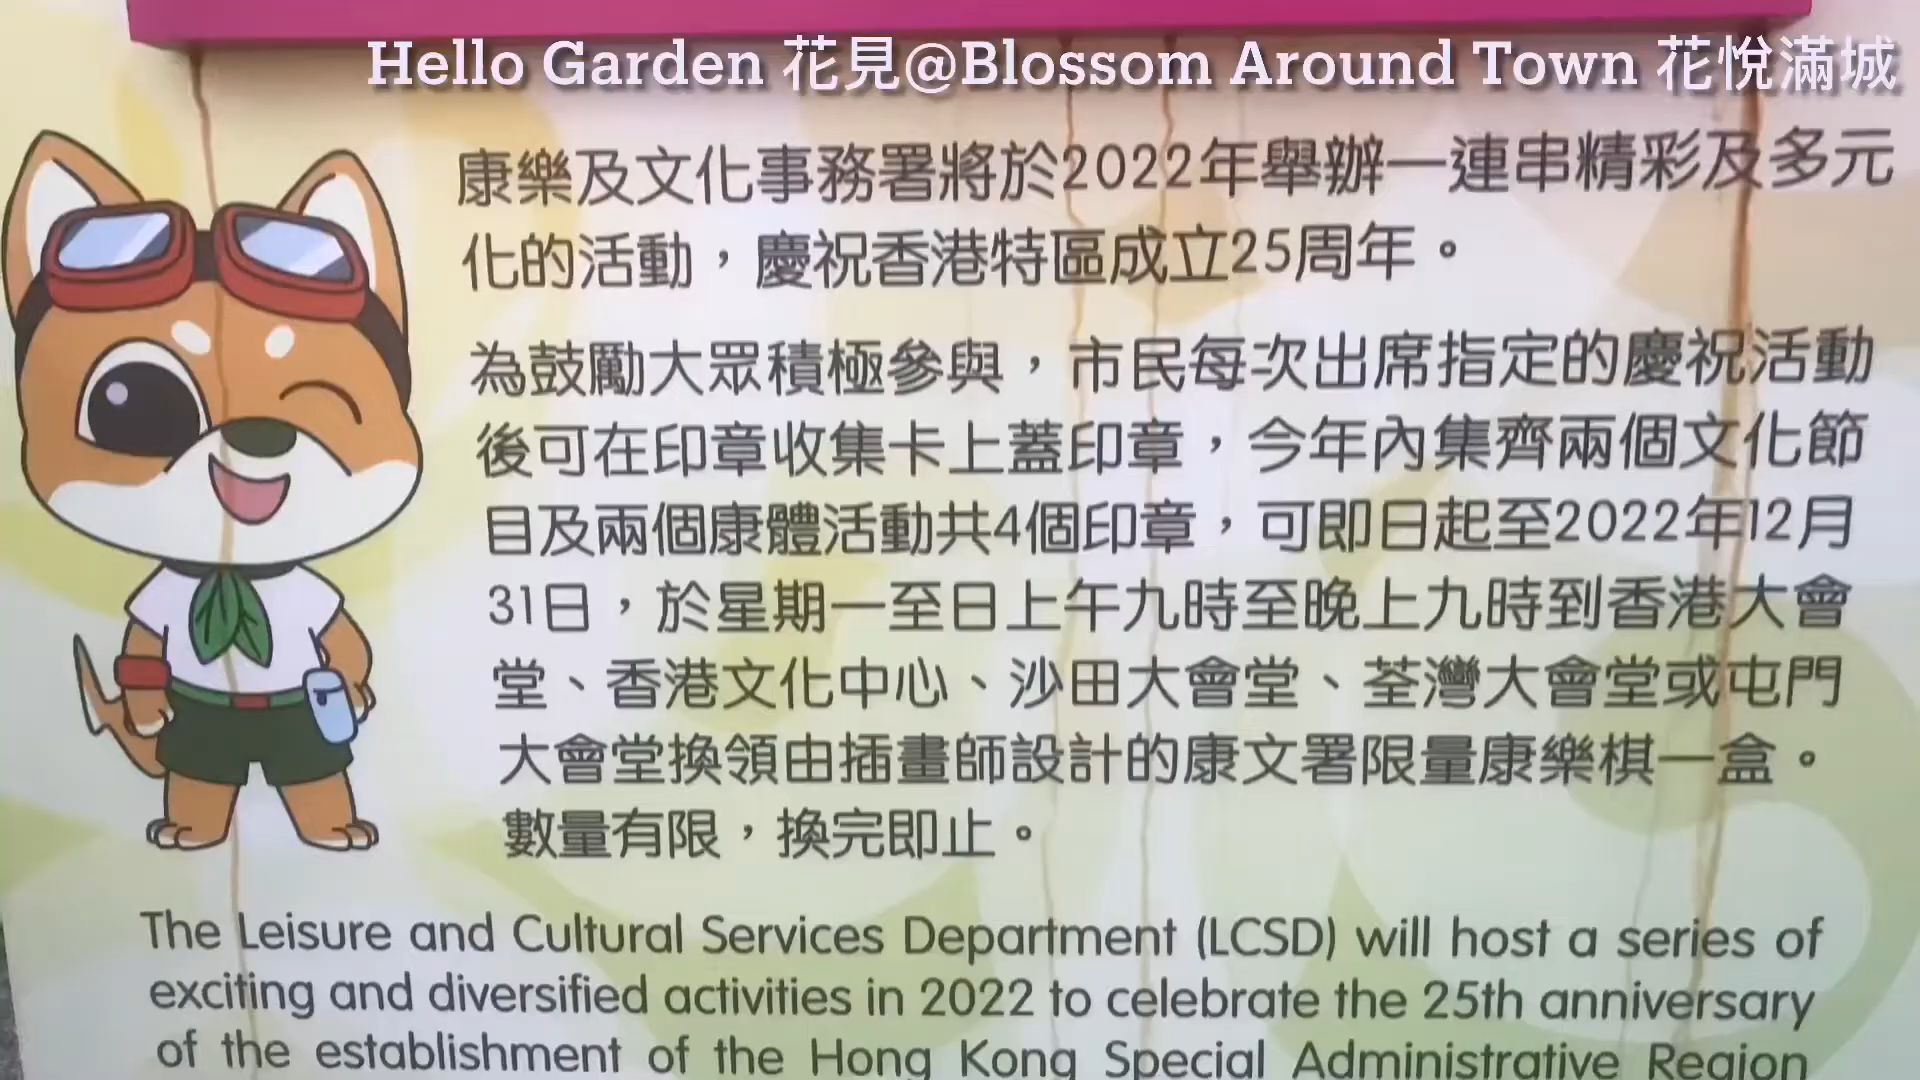 Hello Garden 花見@Blossom Around Town 花悅滿城
康樂及文化事務署將於2022年舉辦一連串精彩及多元
化的活動，慶祝香港特區成立25周年。
為鼓勵大眾積極參與，市民每次出席指定的慶祝活動
後可在印章收集卡上蓋印章，今年內集齊兩個文化節
目及兩個康體活動共4個印章，可即日起至2022年12月
31日，於星期一至日上午九時至晚上九時到香港大會
堂、香港文化中心、沙田大會堂、荃灣大會堂或屯門
大會堂換領由插畫師設計的康文署限量康樂棋一盒。
數量有限，換完即止。
The Leisure and Cultural Services Department (LCSD) will host a series of
exciting and diversified activities in 2022 to celebrate the 25th anniversary
of the establishment of the Hong Kong Special Administrative Region